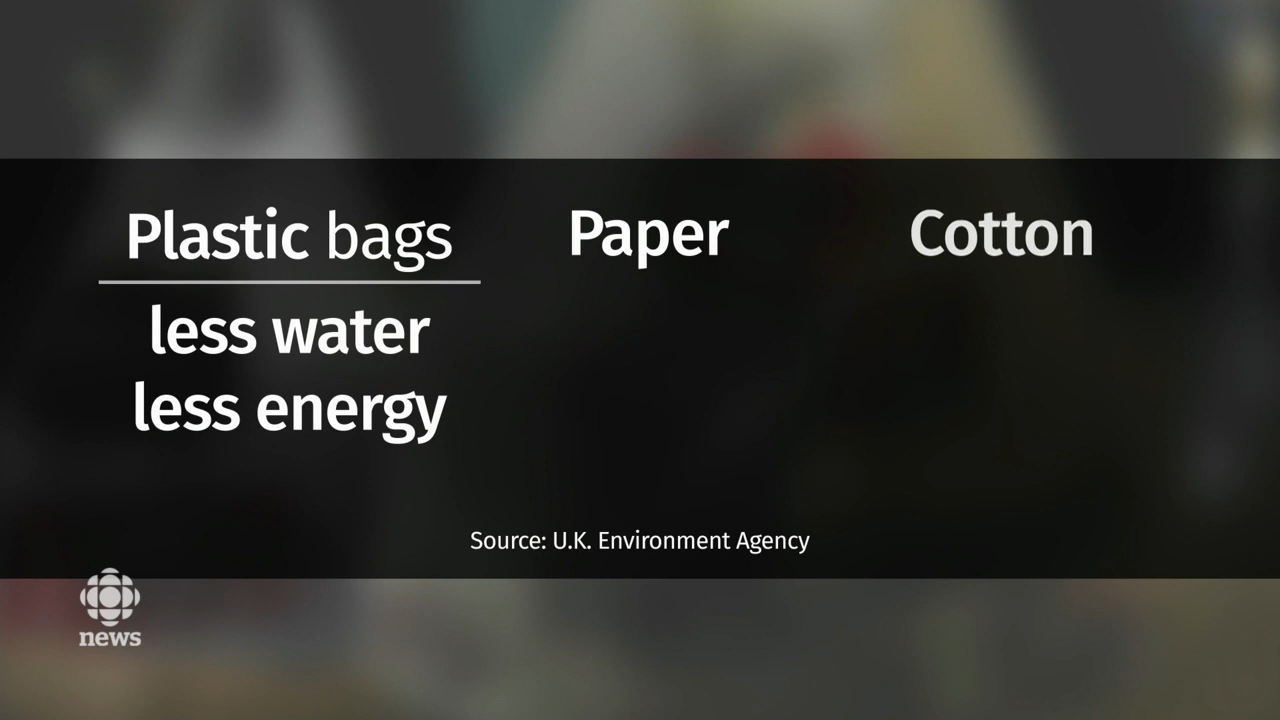 Plastic bags
less water
less energy
Paper
Cotton
Source: U.K. Environment Agency
news